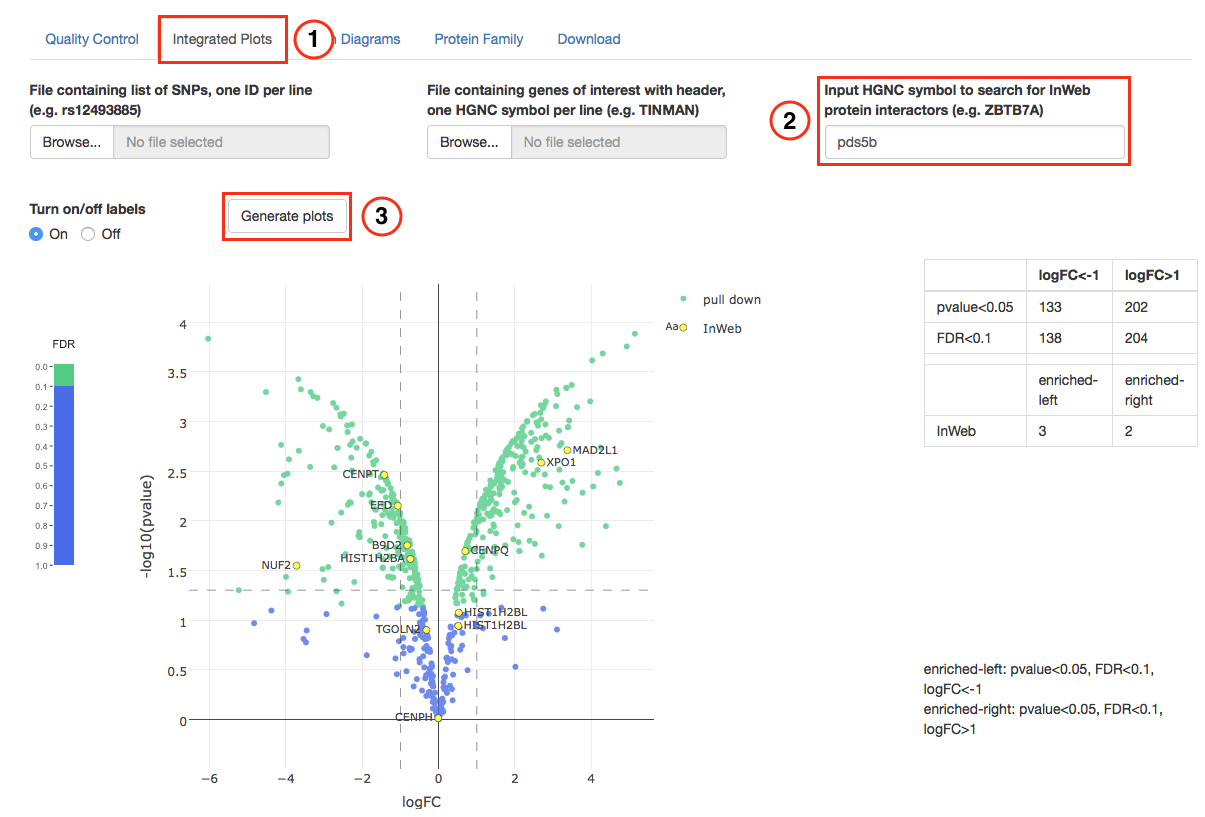 Quality Control
Integrated Plots
1
Diagrams
Protein Family
Download
File containing list of SNPs, one ID per line
(e.g. rs12493885)
Browse...
No file selected
File containing genes of interest with header,
one HGNC symbol per line (e.g. TINMAN)
Browse...
No file selected
2
Input HGNC symbol to search for InWeb
protein interactors (e.g. ZBTB7A)
pds5b
Turn on/off labels
On
Off
Generate plots
3
FDR
0.0
0.1
0.2
0.3
0.4
0.5
0.6
0.7
0.8
0.9
1.0
-log10(pvalue)
4
3.5
3
2.5
2
1.5
1
0.5
0
MAD2L1
XPO1
CENPT
EED
B9D2
CENPQ
HIST1H2BA
NUF2
HIST1H2BL
HIST1H2BL
TGOLN2
CENPH
−6
−4
−2
0
2
4
logFC
pull down
Aa
InWeb
logFC<-1 logFC>1
pvalue<0.05 133 202
FDR<0.1 138 204
enriched- enriched-
left right
InWeb 3 2
enriched-left: pvalue<0.05, FDR<0.1,
logFC<-1
enriched-right: pvalue<0.05, FDR<0.1,
logFC>1